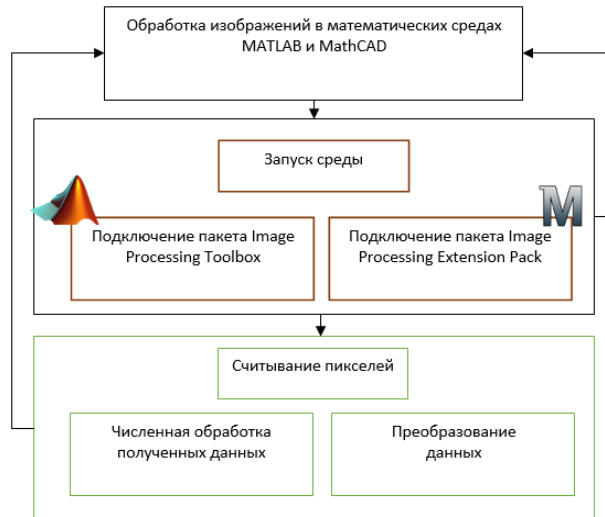 Обработка изображений в математических средах
MATLAB и MathCAD
Запуск среды
Подключение пакета Image
Processing Toolbox
Подключение пакета Image
Processing Extension Pack
Считывание пикселей
Численная обработка
полученных данных
Преобразование
данных